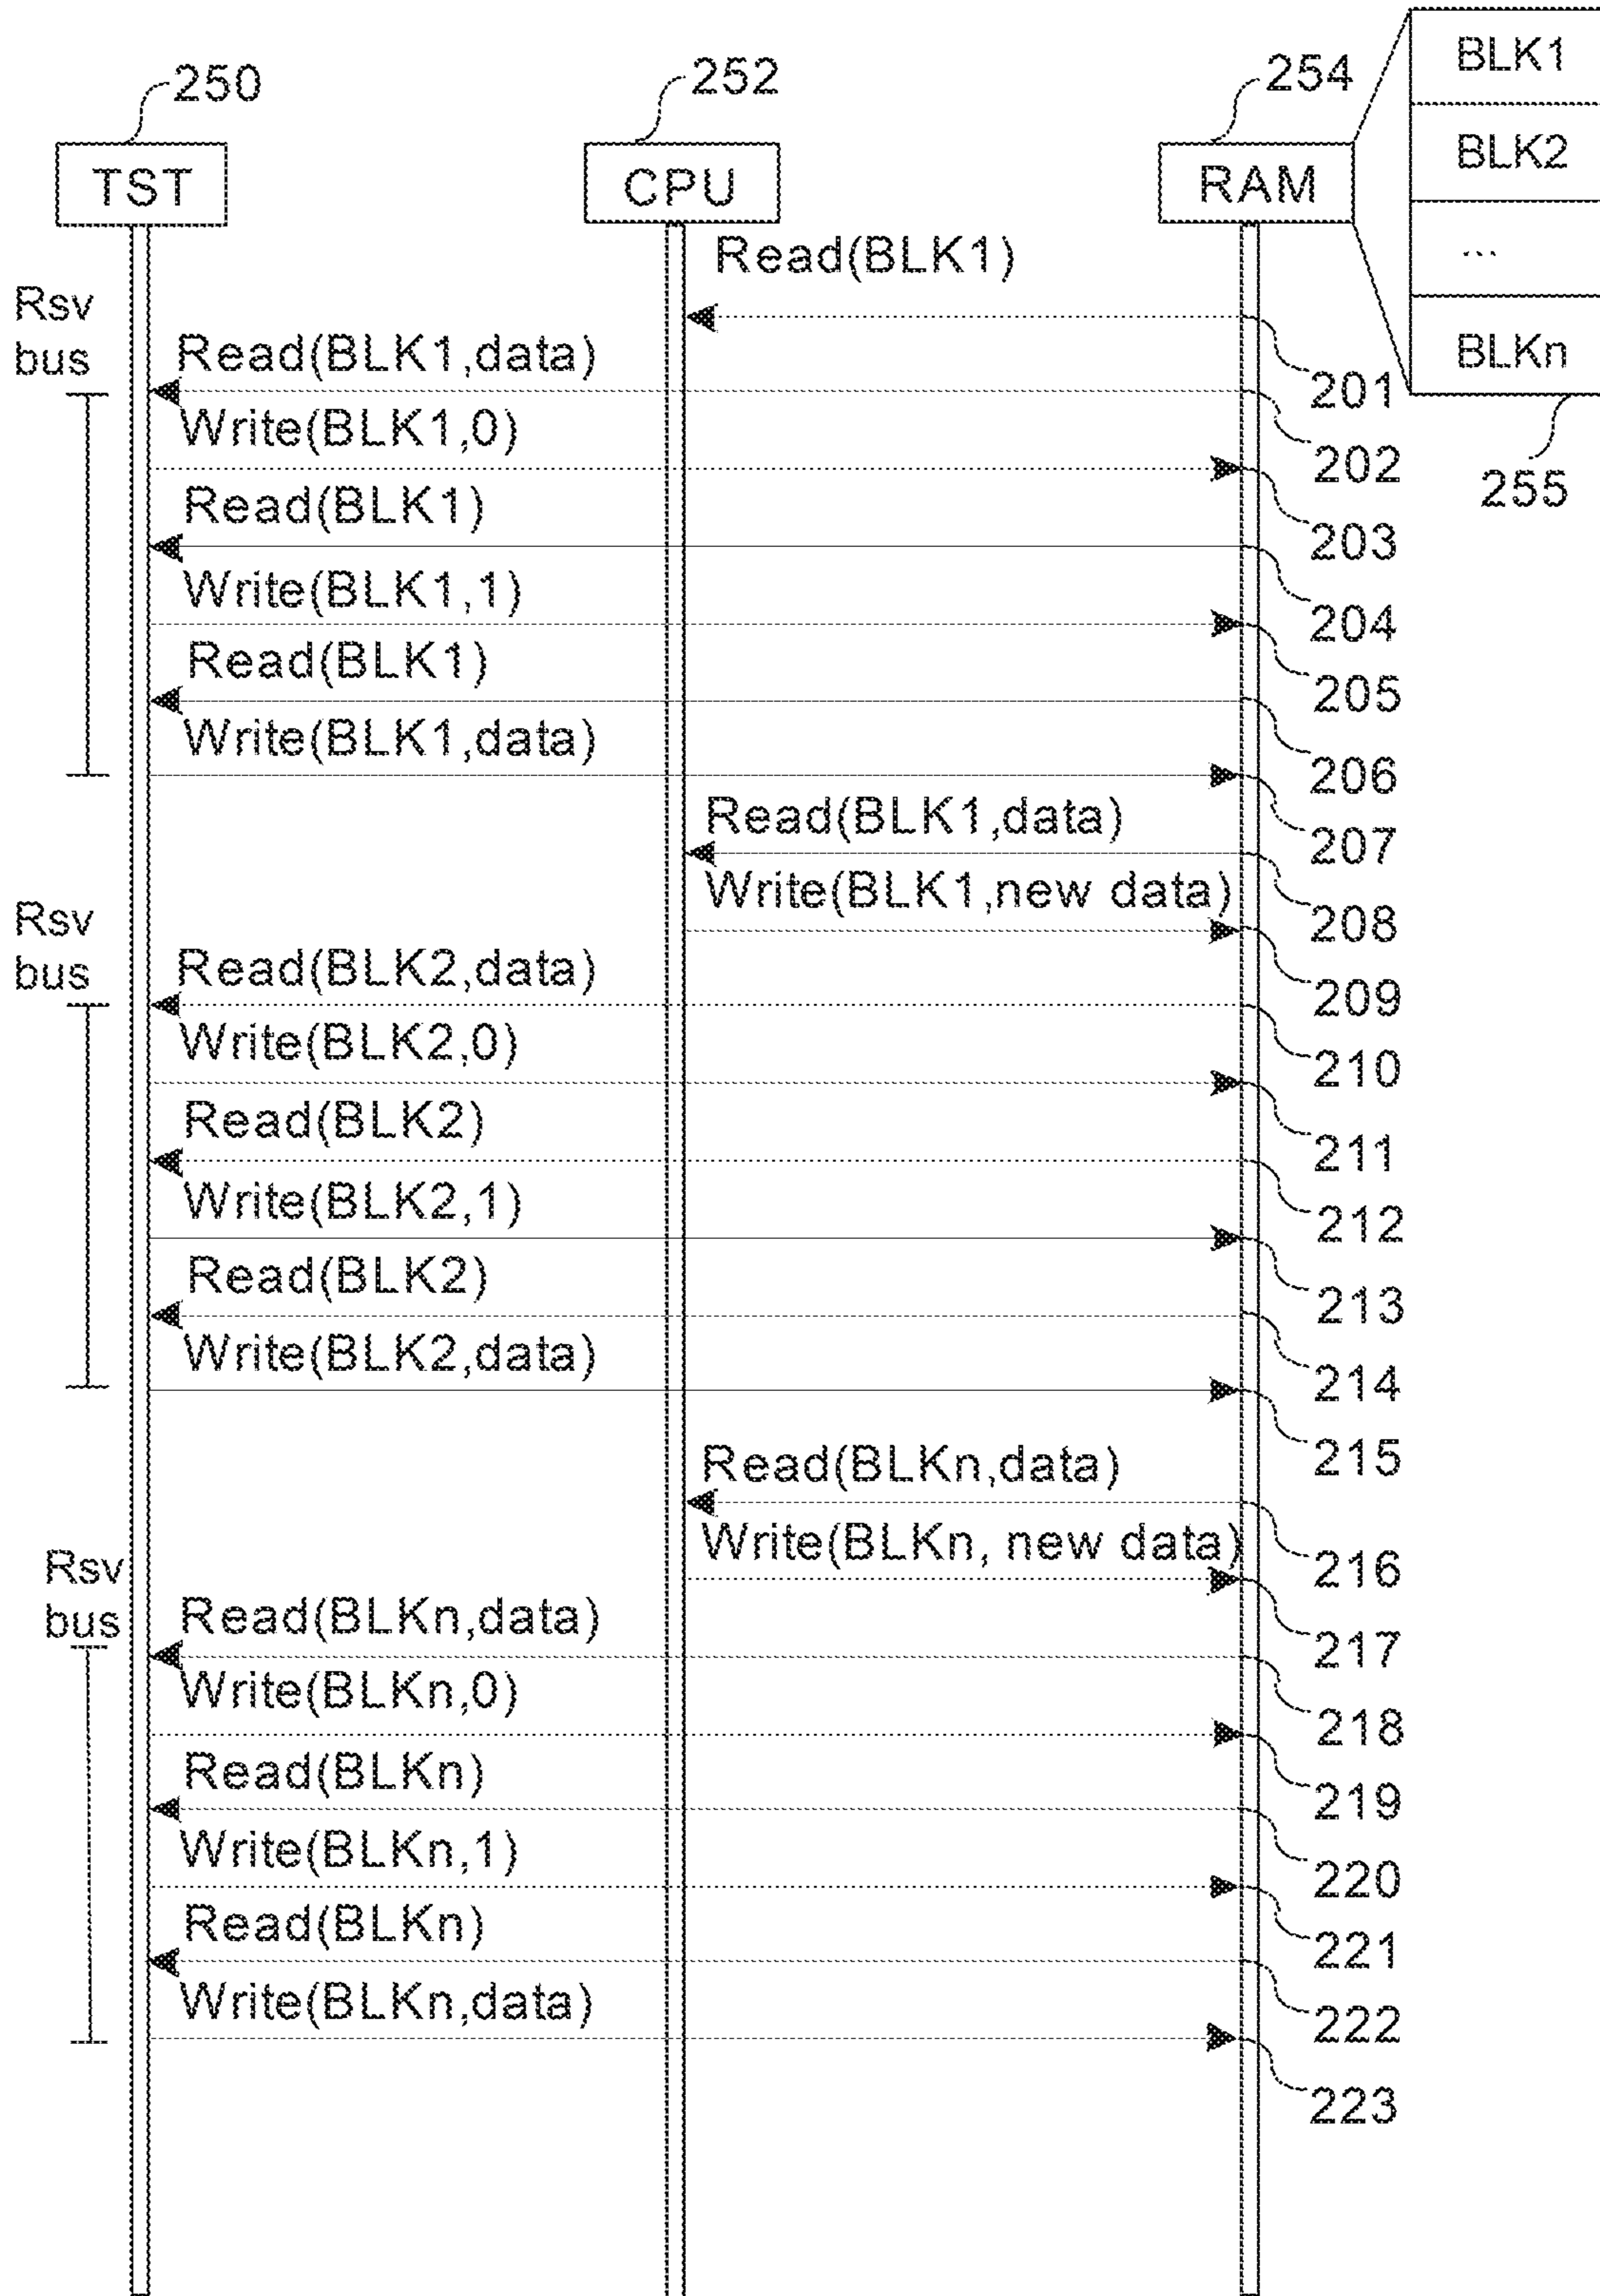 BLK1
250
252
254
BLK2
TST
CPU
RAM
Read(BLK1)
...
Rsv
bus
BLKn
Read(BLK1,data)
201
Write(BLK1,0)
202
255
Read(BLK1)
203
Write(BLK1,1)
204
Read(BLK1)
205
Write(BLK1,data)
206
Read(BLK1,data)
207
Write(BLK1,new data)
208
Rsv
bus
Read(BLK2,data)
209
Write(BLK2,0)
210
Read(BLK2)
211
Write(BLK2,1)
212
Read(BLK2)
213
Write(BLK2,data)
214
215
Read(BLKn,data)
Write(BLKn, new data)
216
Rsv
bus
Read(BLKn,data)
217
Write(BLKn,0)
218
Read(BLKn)
219
Write(BLKn,1)
220
Read(BLKn)
221
Write(BLKn,data)
222
223